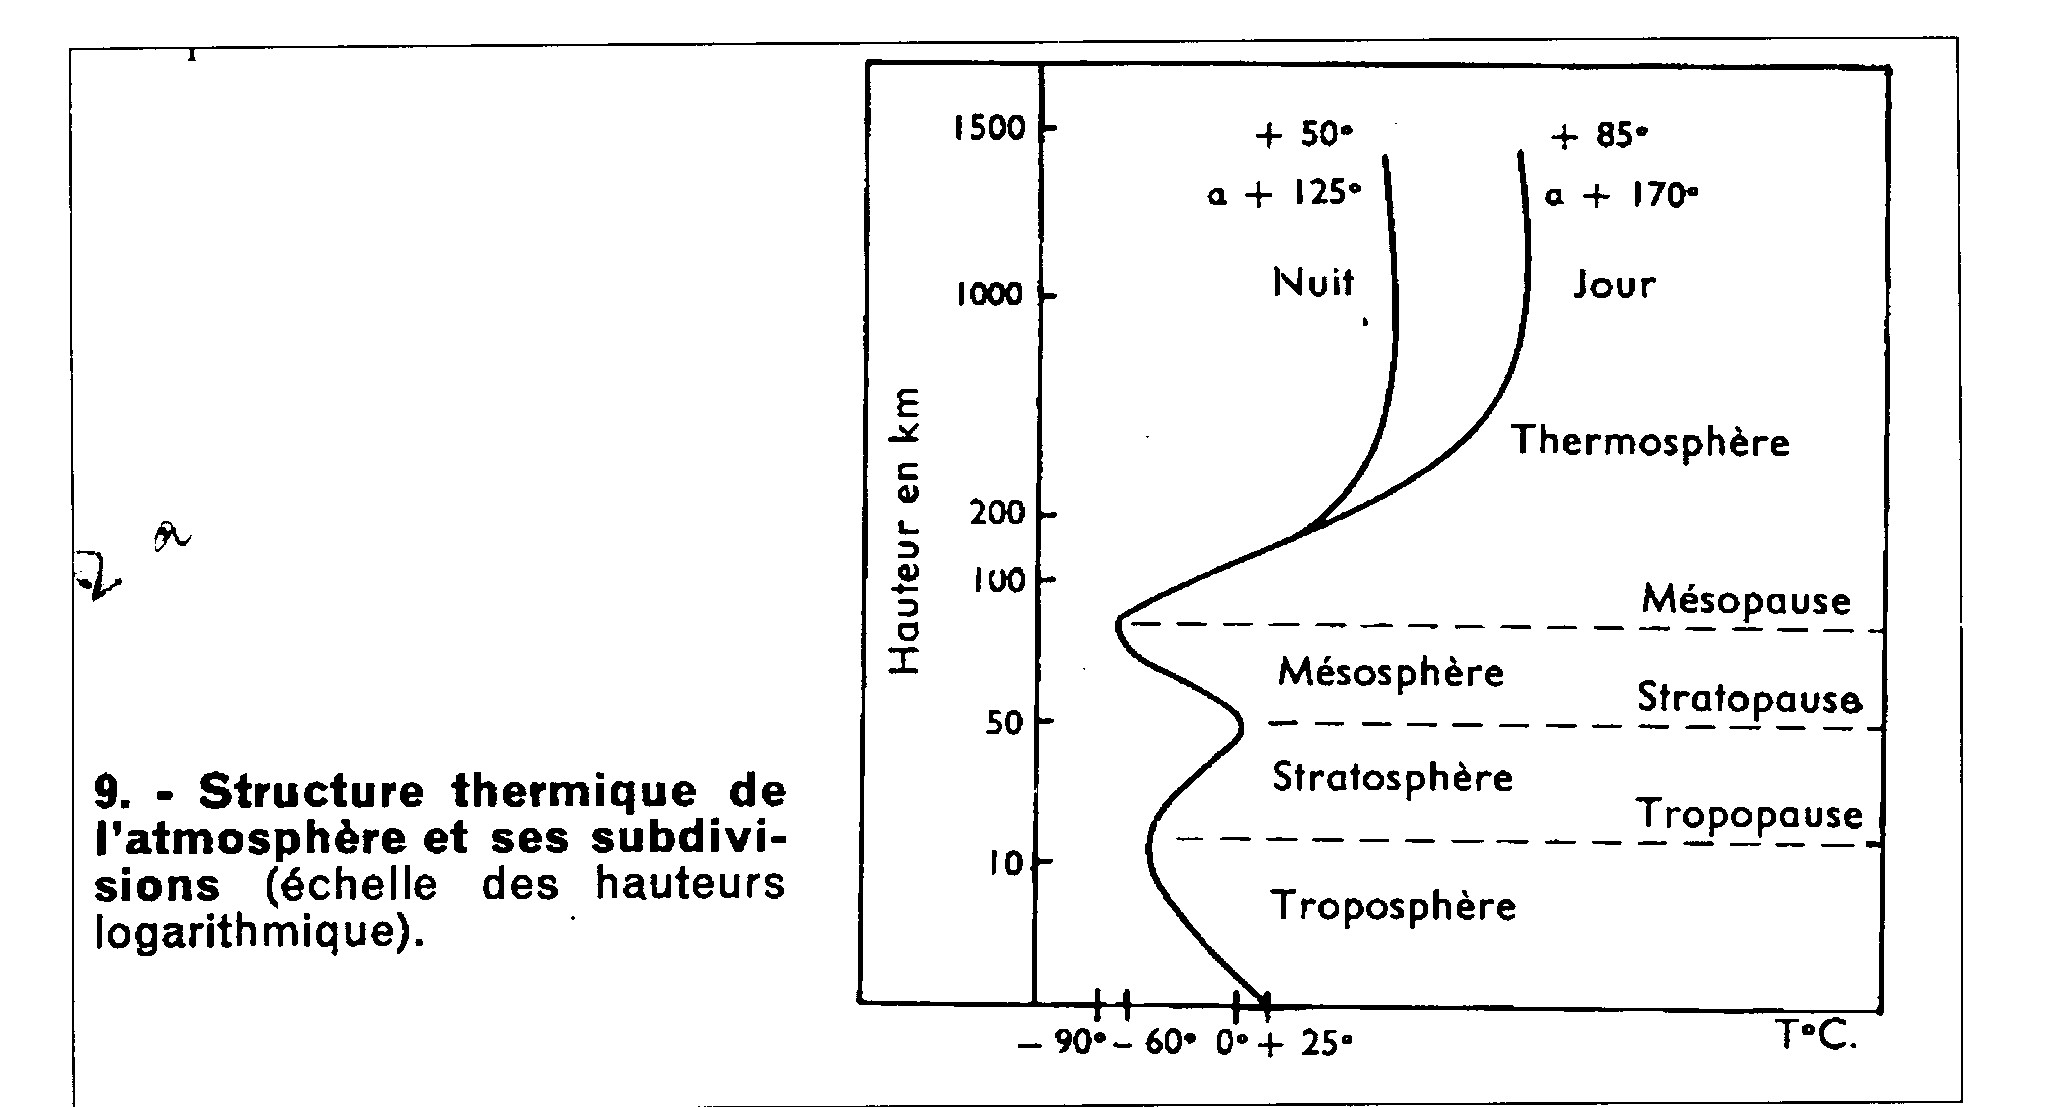 9. - Structure thermique de
l'atmosphère et ses subdivi-
sions (échelle des hauteurs
logarithmique).
Hauteur en km
1500
1000
200
100
50
10
+ 50° + 85°
a + 125° a + 170°
Nuit Jour
Thermosphère
Mésopause
Mésosphère
Stratopause
Stratosphère
Tropopause
Troposphère
– 90° – 60° 0° + 25°
T°C.